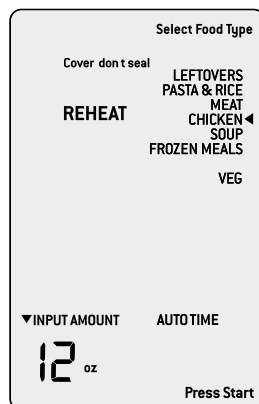 Select Food Type
Cover don t seal
LEFTOVERS
PASTA & RICE
MEAT
REHEAT
CHICKEN
SOUP
FROZEN MEALS
VEG
INPUT AMOUNT AUTO TIME
12 oz
Press Start